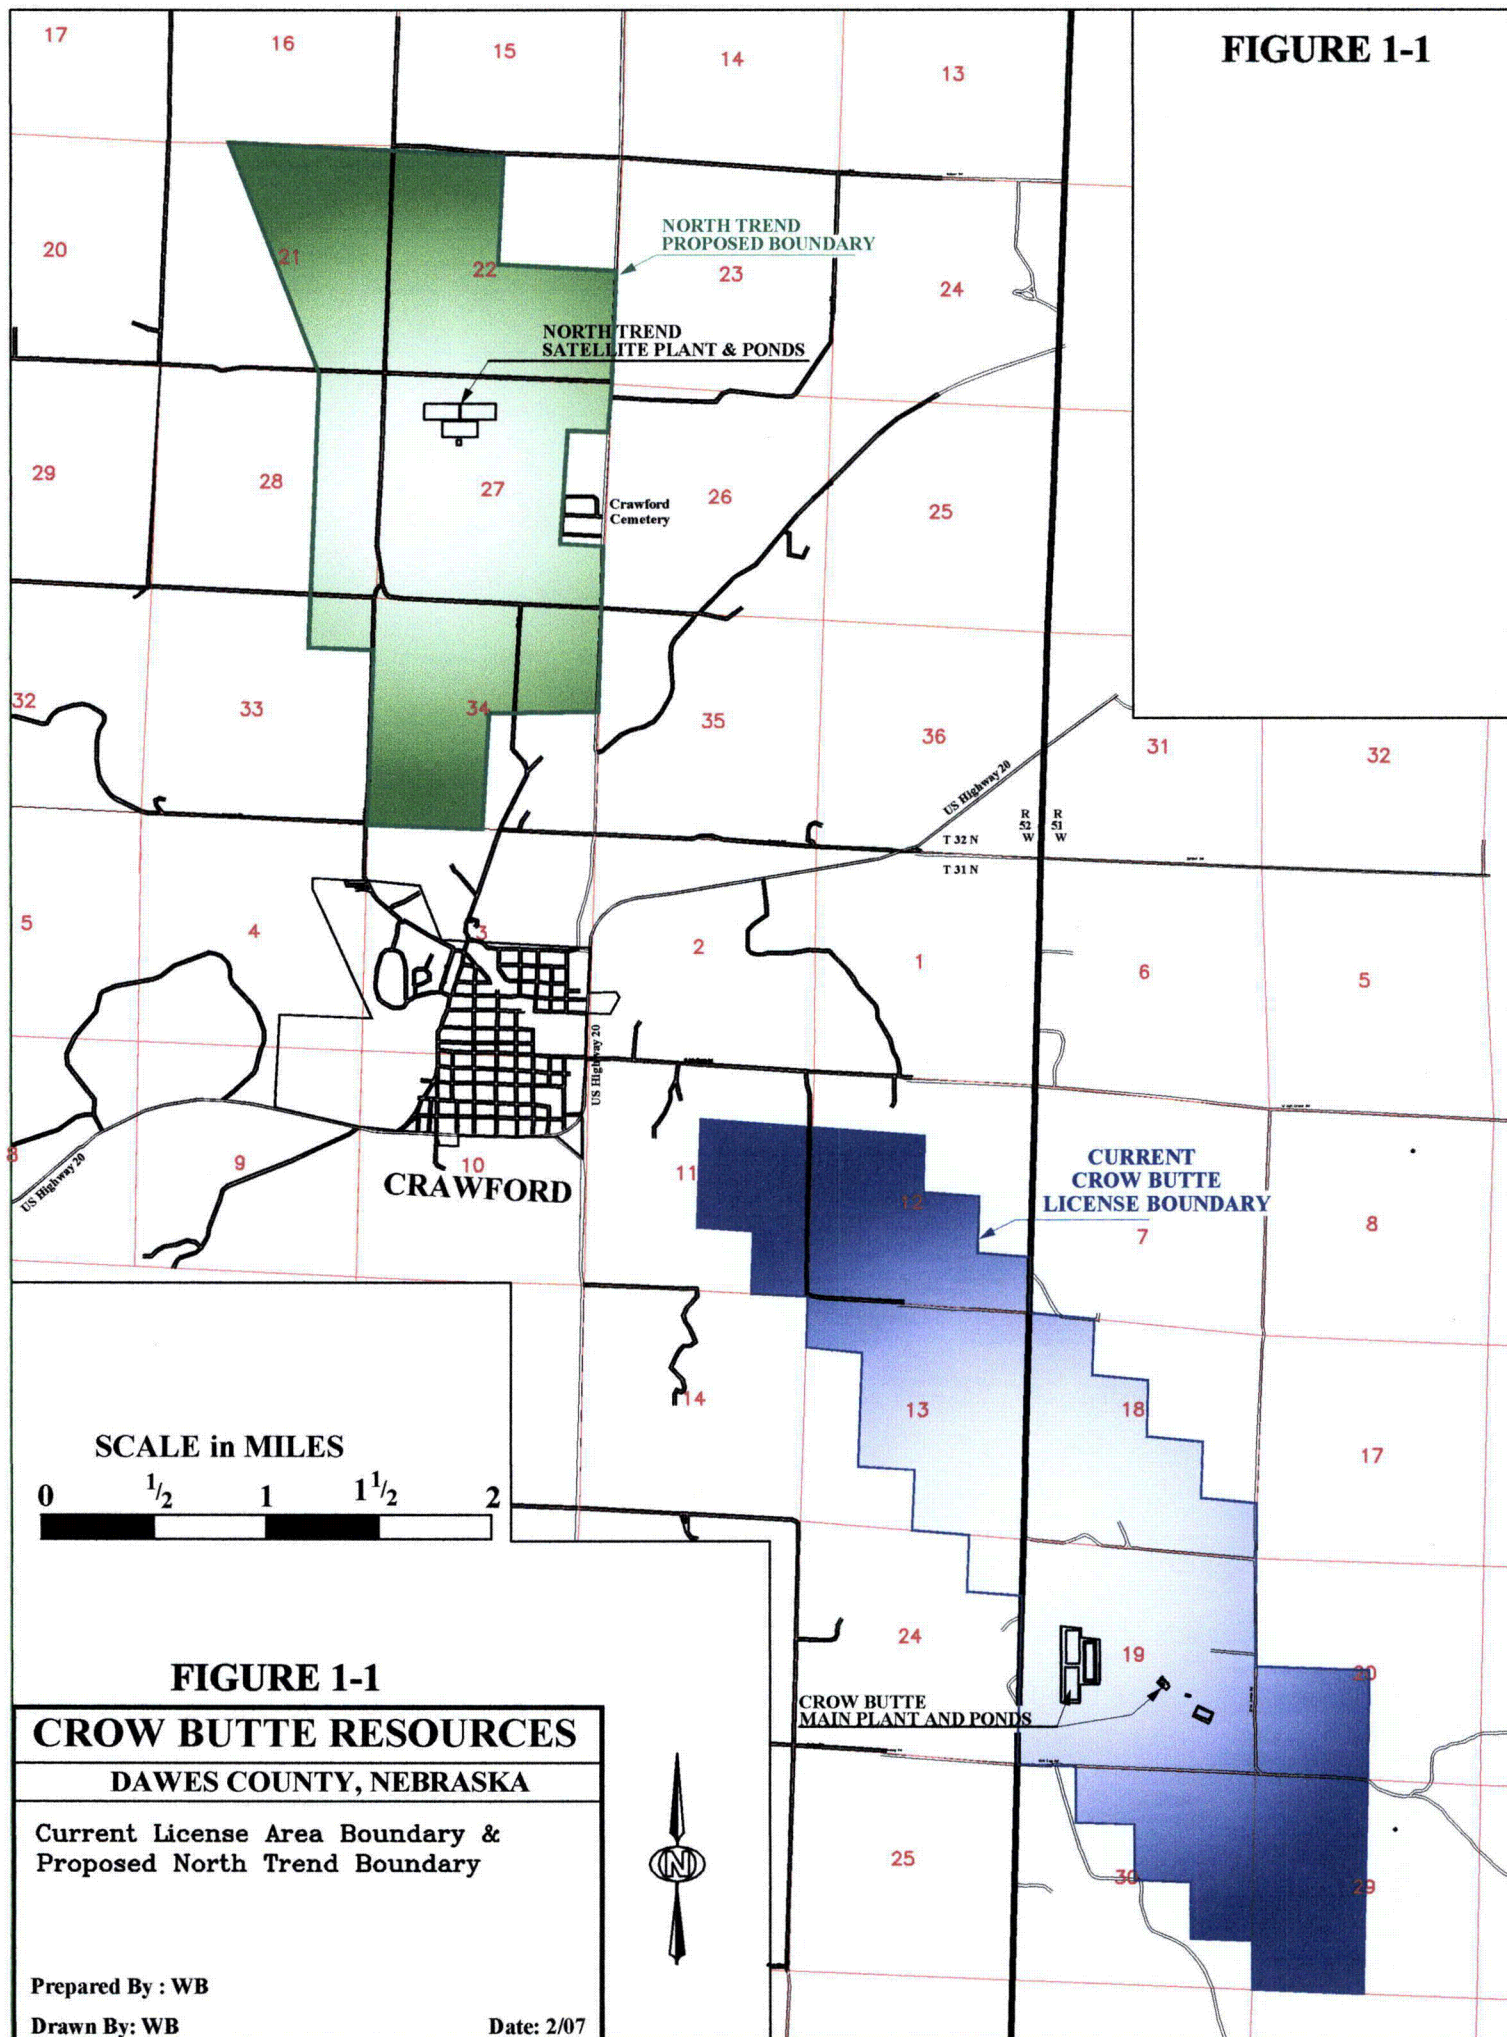 FIGURE 1-1
17
16
15
14
13
NORTH TREND
PROPOSED BOUNDARY
20
21
22
23
24
NORTH TREND
SATELLITE PLANT & PONDS
29
28
27
26
25
Crawford
Cemetery
32
33
34
35
36
31
32
US Highway 20
R
52
W
R
51
W
T 32 N
T 31 N
5
4
3
2
1
6
5
US Highway 20
8
US Highway 20
9
10
11
12
7
8
CRAWFORD
CURRENT
CROW BUTTE
LICENSE BOUNDARY
14
13
18
17
SCALE in MILES
0 1/2 1 1 1/2 2
24
19
20
CROW BUTTE
MAIN PLANT AND PONDS
25
30
29
N
FIGURE 1-1
CROW BUTTE RESOURCES
DAWES COUNTY, NEBRASKA
Current License Area Boundary &
Proposed North Trend Boundary
Prepared By : WB
Drawn By: WB Date: 2/07